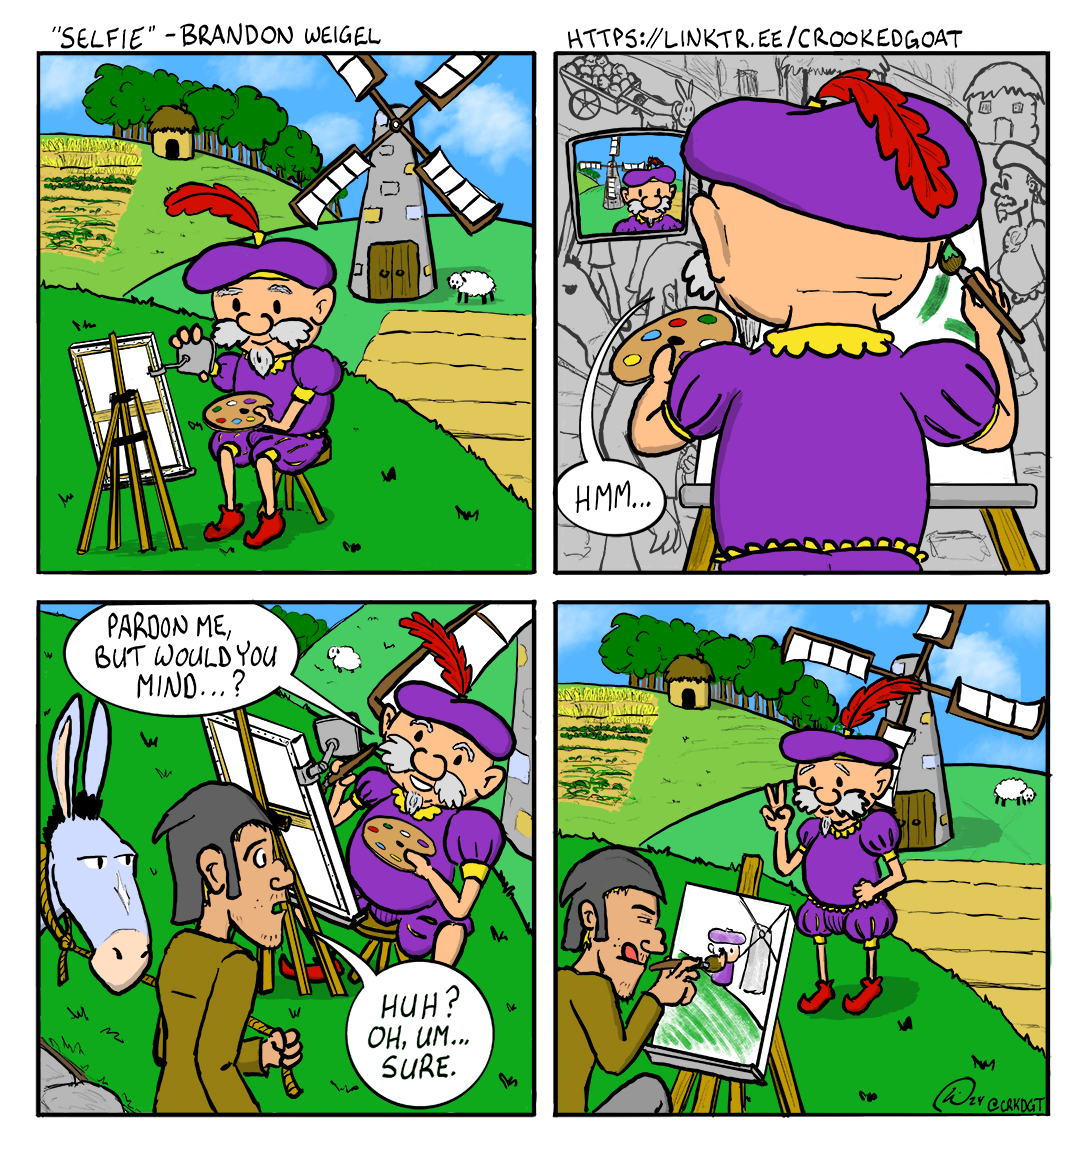 "SELFIE" - BRANDON WEIGEL
HTTPS://LINKTR.EE/CROOKEDGOAT
HMM...
PARDON ME,
BUT WOULD YOU
MIND...?
HUH?
OH, UM...
SURE.
24 @CRKDGT